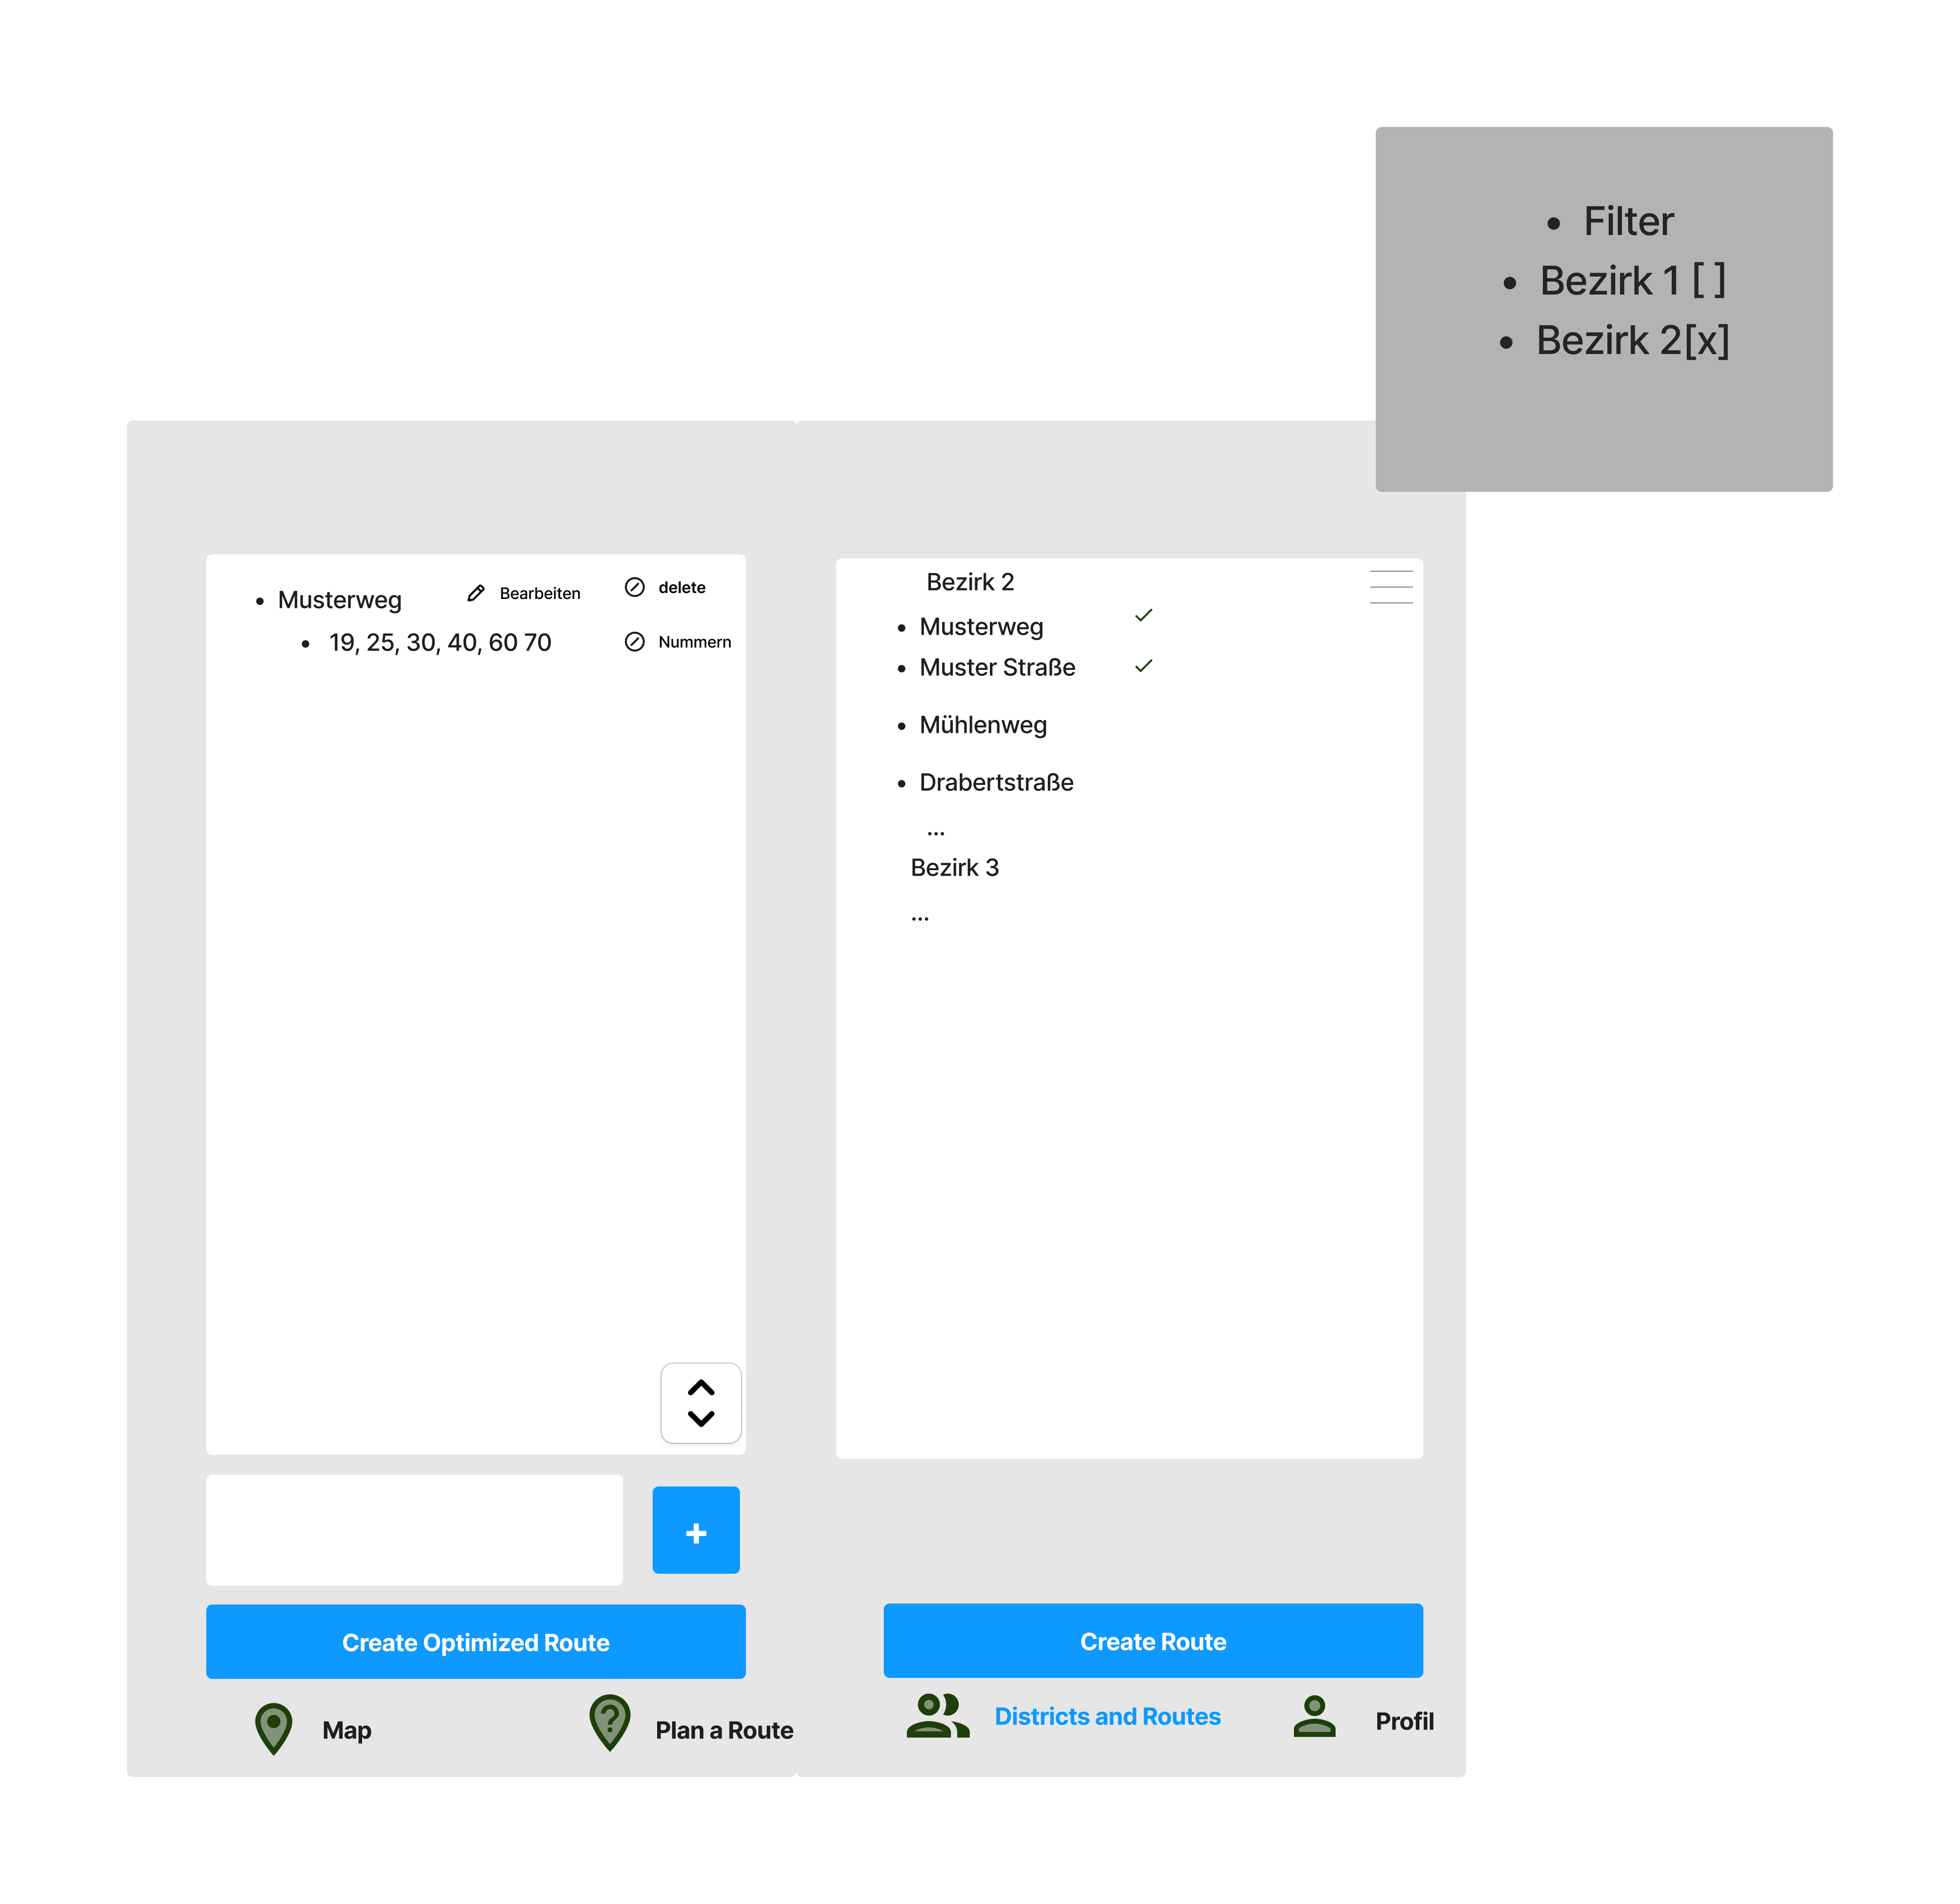 • Filter
• Bezirk 1 [ ]
• Bezirk 2[x]
• Musterweg
Bearbeiten
delete
• 19, 25, 30, 40, 60 70
Nummern
Bezirk 2
• Musterweg
• Muster Straße
• Mühlenweg
• Drabertstraße
...
Bezirk 3
...
+
Create Optimized Route
Create Route
Map
Plan a Route
Districts and Routes
Profil